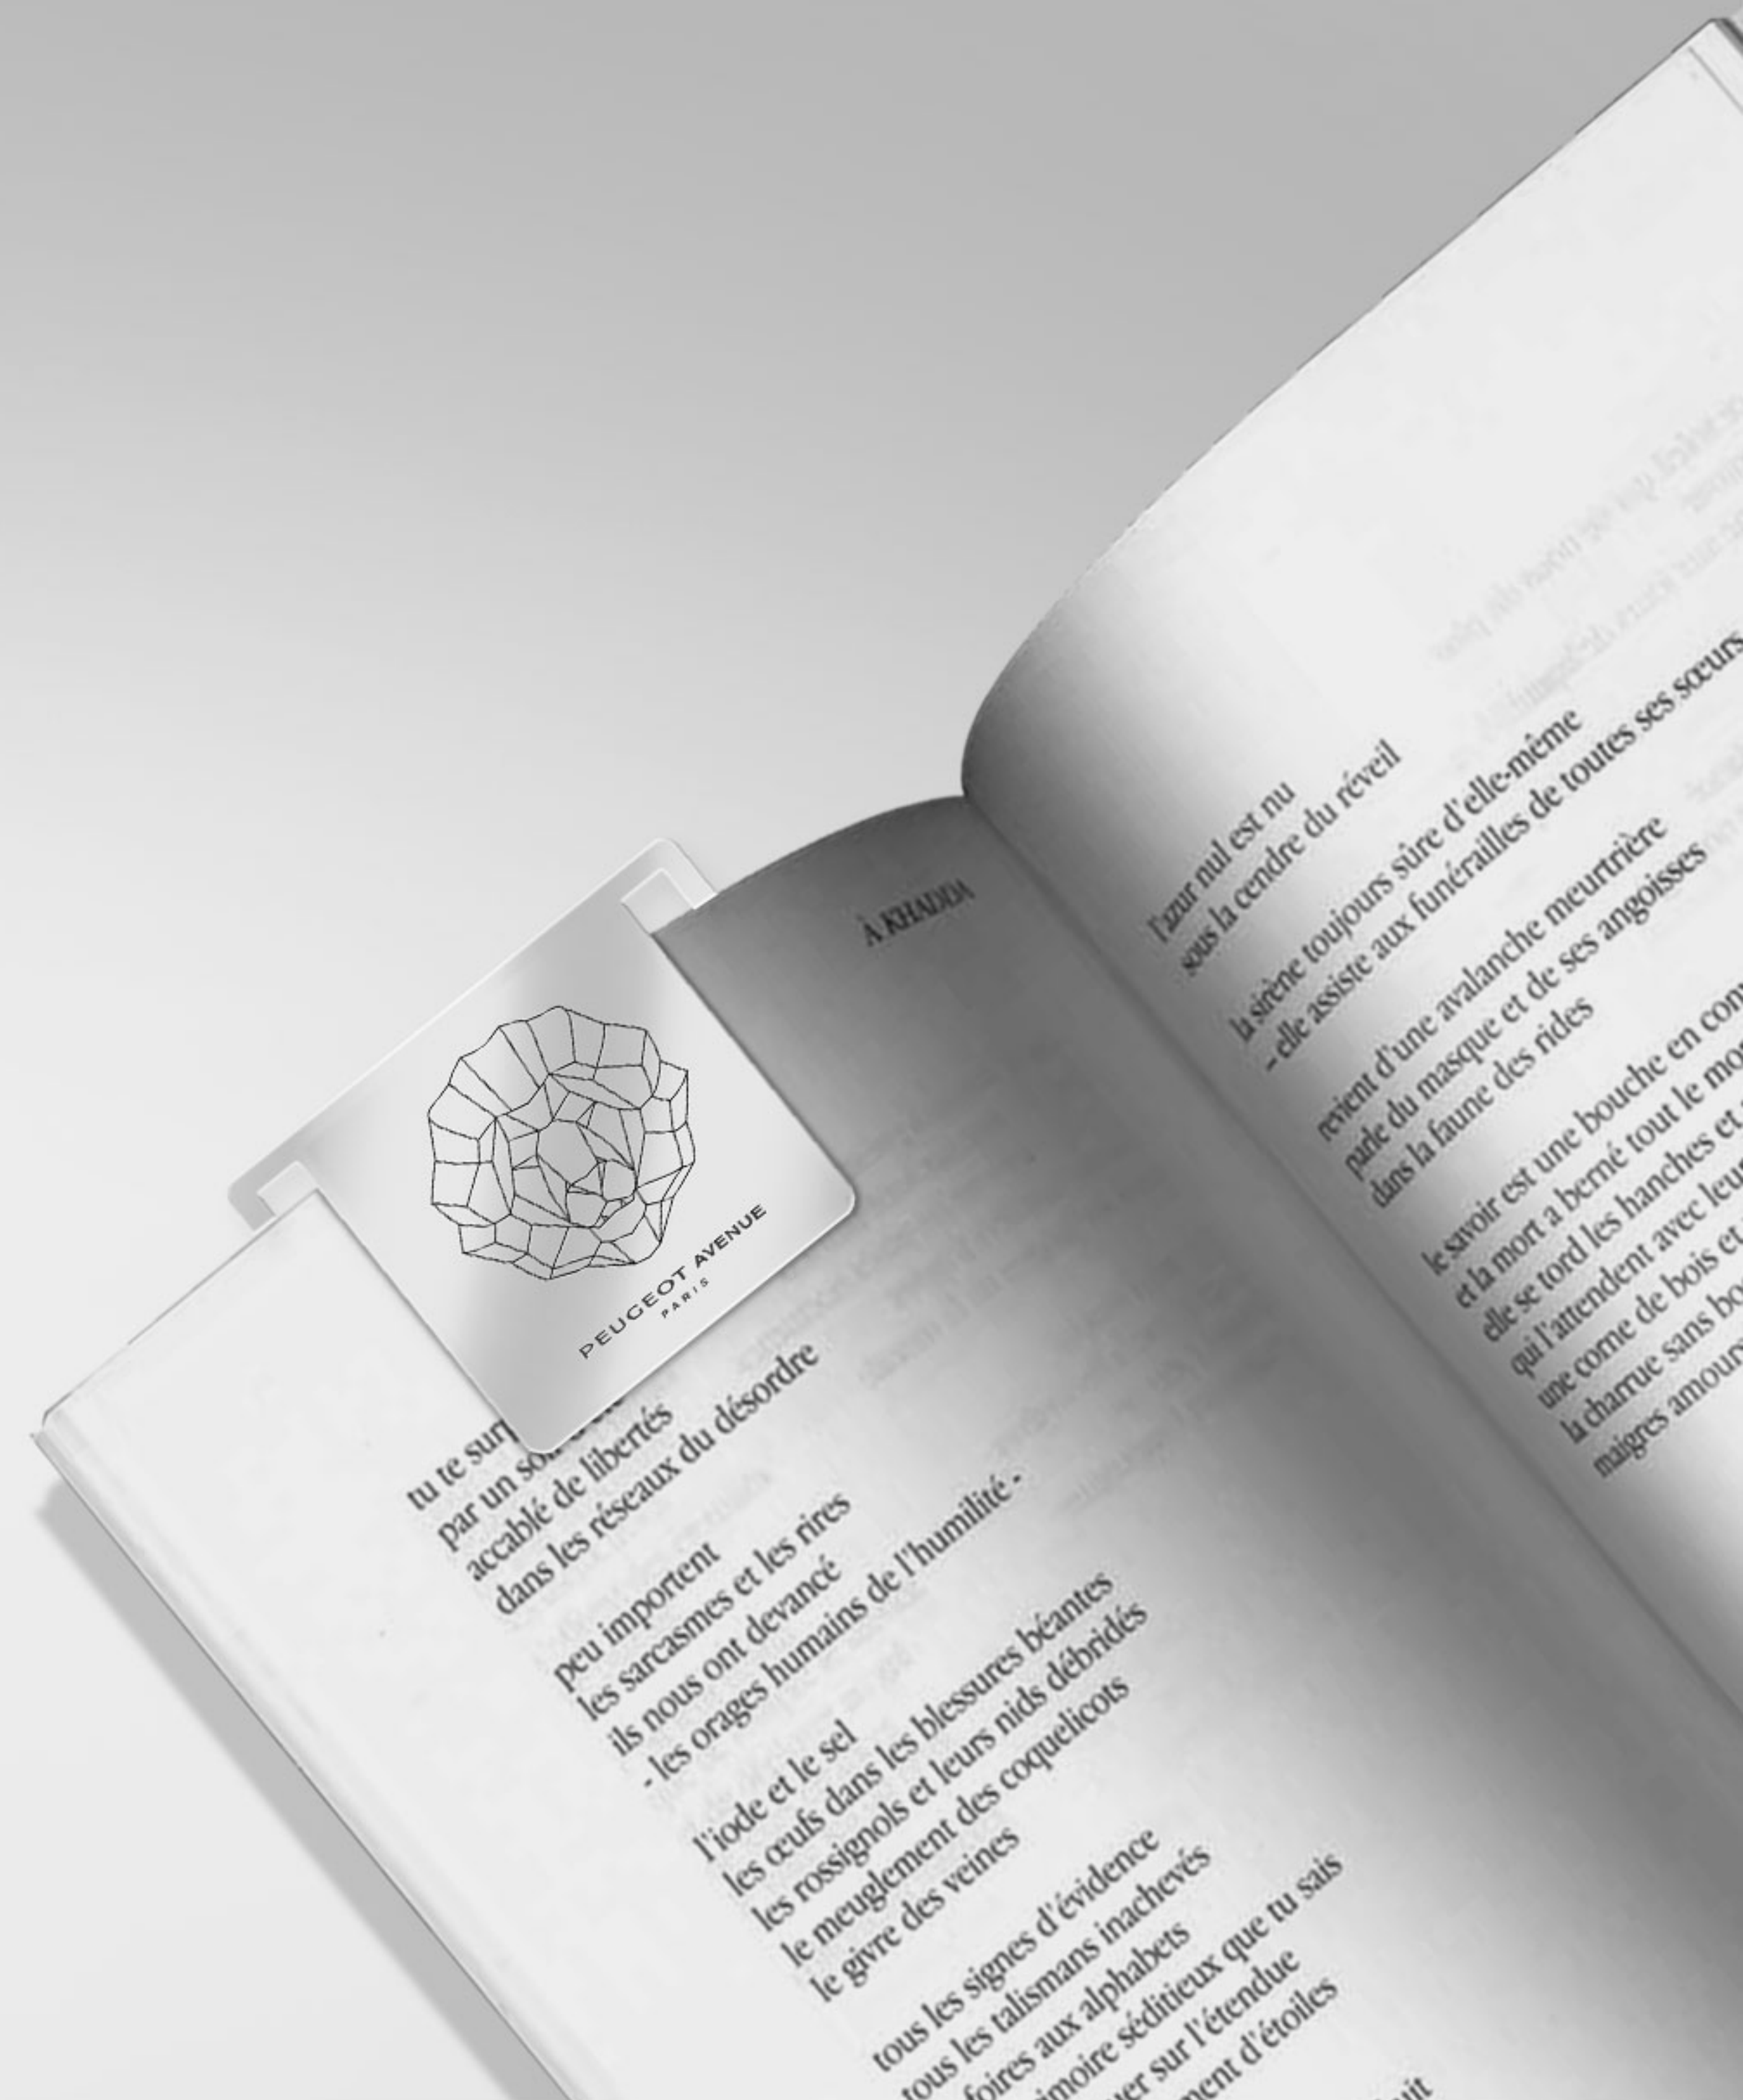 À KHADDA
PEUGEOT AVENUE
PARIS
tu te
par un
accablé de libertés
dans les réseaux du désordre
peu importent
les sarcasmes et les rires
ils nous ont devancé
- les orages humains de l'humilité -
l'iode et le sel
les œufs dans les blessures béantes
les rossignols et leurs nids débridés
le meuglement des coquelicots
le givre des veines
tous les signes d'évidence
tous les talismans inachevés
foires aux alphabets
séditieux que tu sais
sur l'étendue
d'étoiles
l'azur nul est nu
sous la cendre du réveil
la sirène toujours sûre d'elle-même
- elle assiste aux funérailles de toutes ses sœurs
revient d'une avalanche meurtrière
parle du masque et de ses angoisses
dans la faune des rides
le savoir est une bouche en
et la mort a berné tout le
elle se tord les hanches et
qui l'attendent avec
une corne de bois et
la charrue sans
maigres